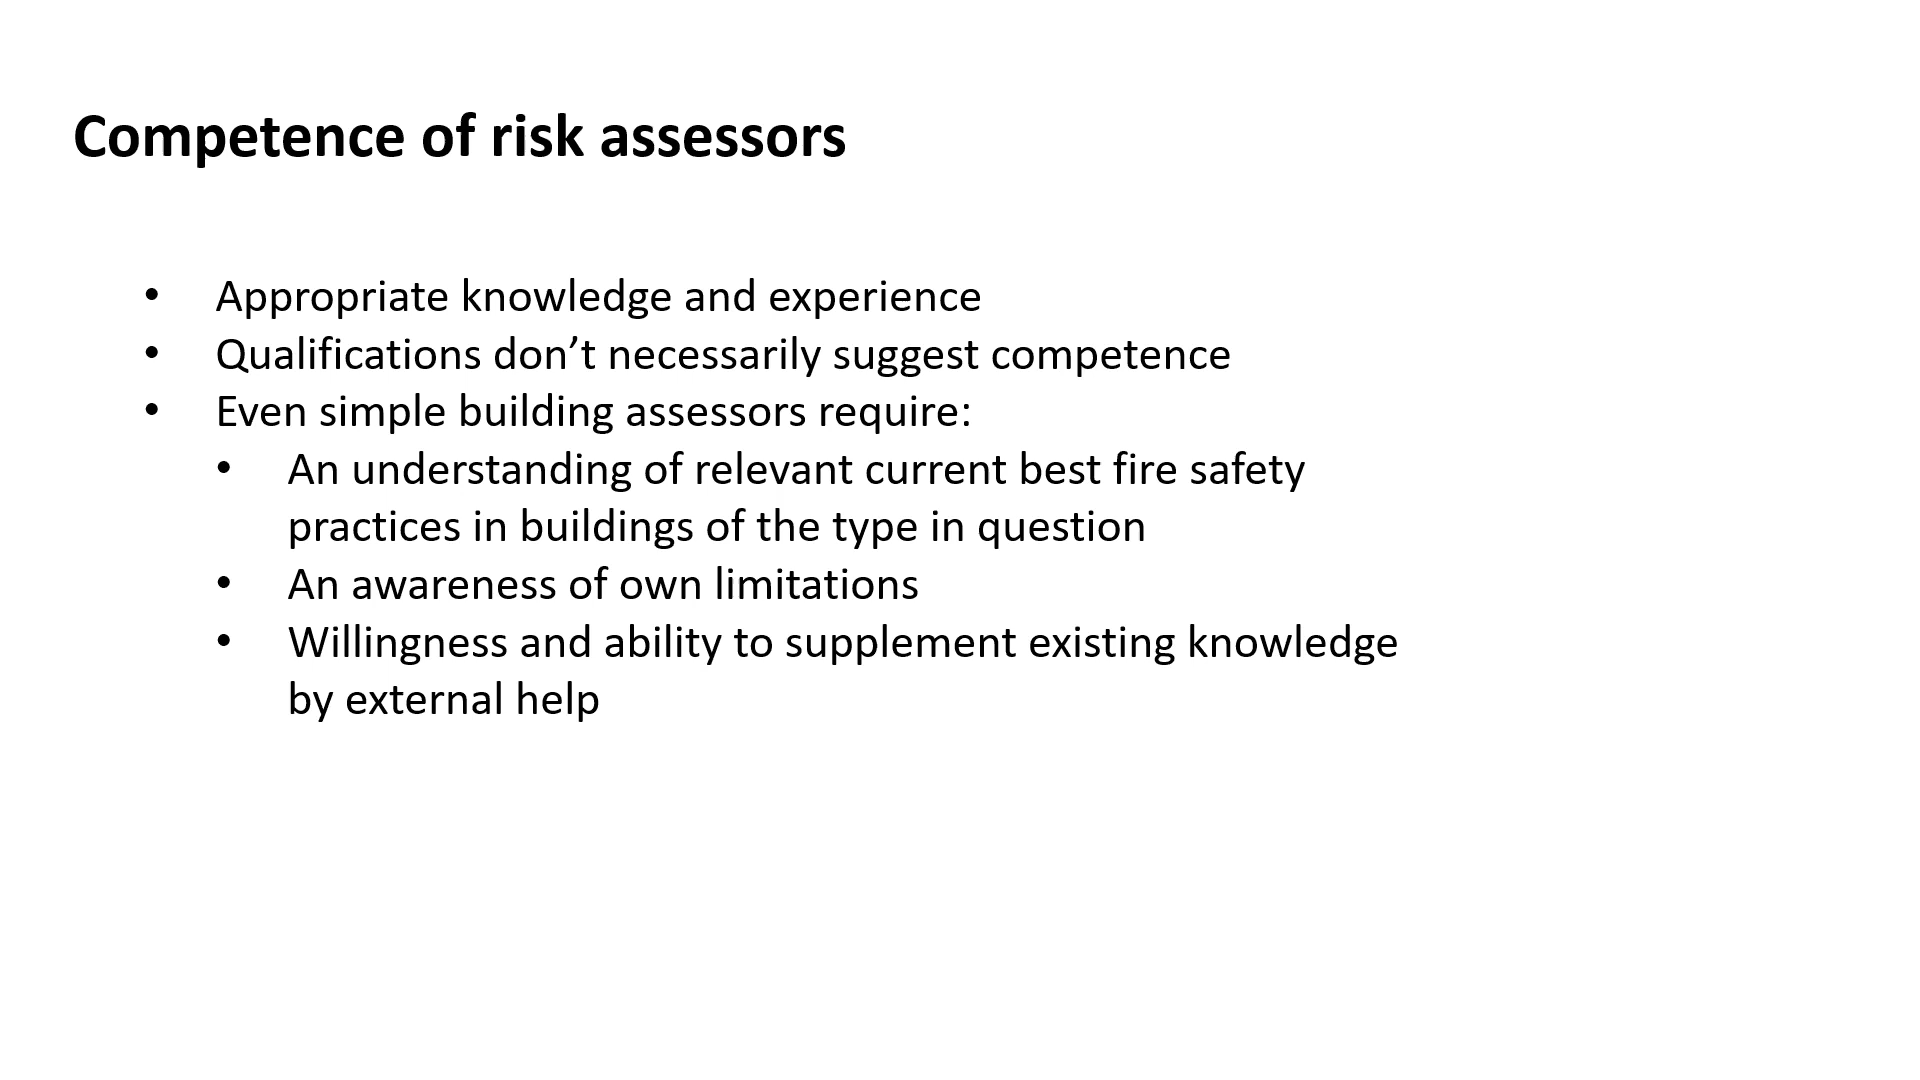 Competence of risk assessors
• Appropriate knowledge and experience
• Qualifications don’t necessarily suggest competence
• Even simple building assessors require:
• An understanding of relevant current best fire safety
practices in buildings of the type in question
• An awareness of own limitations
• Willingness and ability to supplement existing knowledge
by external help